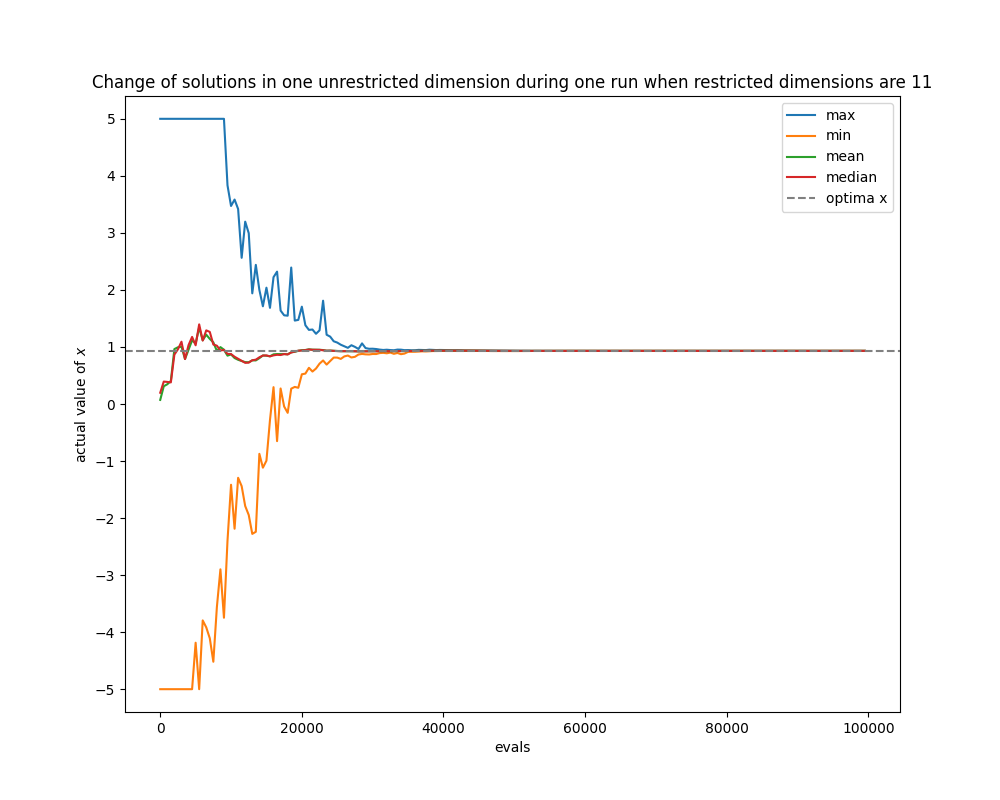 Change of solutions in one unrestricted dimension during one run when restricted dimensions are 11
max
min
mean
median
optima x
5
4
3
2
1
0
−1
−2
−3
−4
−5
actual value of x
0 20000 40000 60000 80000 100000
evals